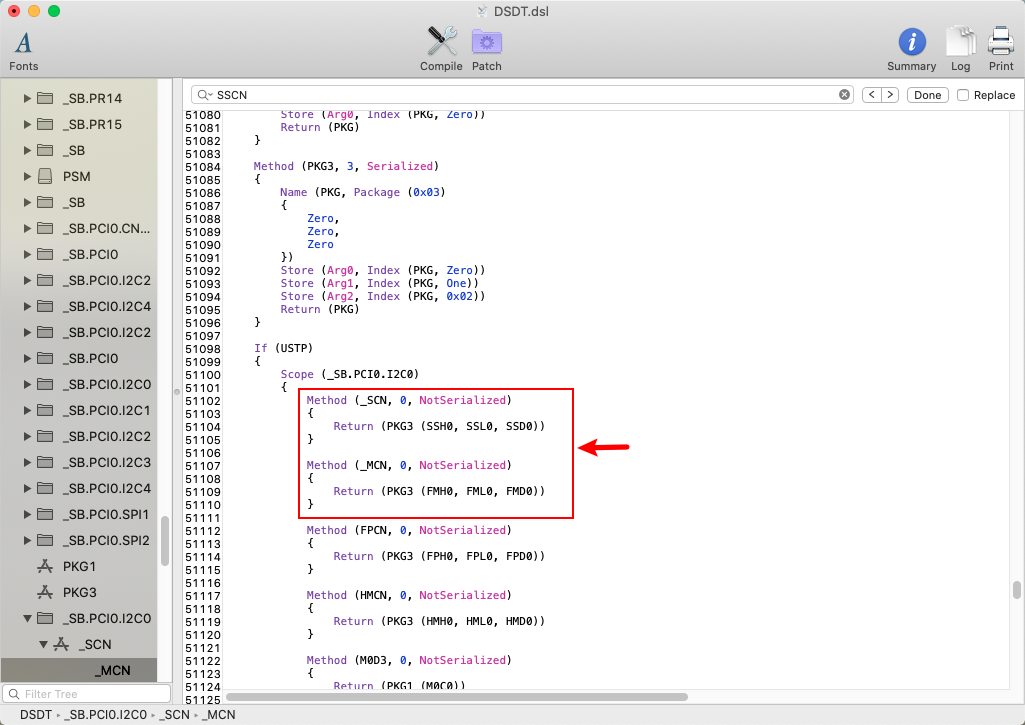 DSDT.dsl
Fonts
Compile
Patch
Summary
Log
Print
_SB.PR14
_SB.PR15
_SB
PSM
_SB
_SB.PCI0.CN...
_SB.PCI0
_SB.PCI0.I2C2
_SB.PCI0.I2C4
_SB.PCI0.I2C2
_SB.PCI0
_SB.PCI0.I2C0
_SB.PCI0.I2C1
_SB.PCI0.I2C2
_SB.PCI0.I2C3
_SB.PCI0.I2C4
_SB.PCI0.SPI1
_SB.PCI0.SPI2
PKG1
PKG3
_SB.PCI0.I2C0
_SCN
_MCN
Filter Tree
SSCN
< >
Done
Replace
51080 Store (Arg0, Index (PKG, Zero))
51081 Return (PKG)
51082 }
51083
51084 Method (PKG3, 3, Serialized)
51085 {
51086 Name (PKG, Package (0x03)
51087 {
51088 Zero,
51089 Zero,
51090 Zero
51091 })
51092 Store (Arg0, Index (PKG, Zero))
51093 Store (Arg1, Index (PKG, One))
51094 Store (Arg2, Index (PKG, 0x02))
51095 Return (PKG)
51096 }
51097
51098 If (USTP)
51099 {
51100 Scope (_SB.PCI0.I2C0)
51101 {
51102 Method (_SCN, 0, NotSerialized)
51103 {
51104 Return (PKG3 (SSH0, SSL0, SSD0))
51105 }
51106
51107 Method (_MCN, 0, NotSerialized)
51108 {
51109 Return (PKG3 (FMH0, FML0, FMD0))
51110 }
51111
51112 Method (FPCN, 0, NotSerialized)
51113 {
51114 Return (PKG3 (FPH0, FPL0, FPD0))
51115 }
51116
51117 Method (HMCN, 0, NotSerialized)
51118 {
51119 Return (PKG3 (HMH0, HML0, HMD0))
51120 }
51121
51122 Method (M0D3, 0, NotSerialized)
51123 {
51124 Return (PKG1 (M0C0))
51125
DSDT › _SB.PCI0.I2C0 › _SCN › _MCN